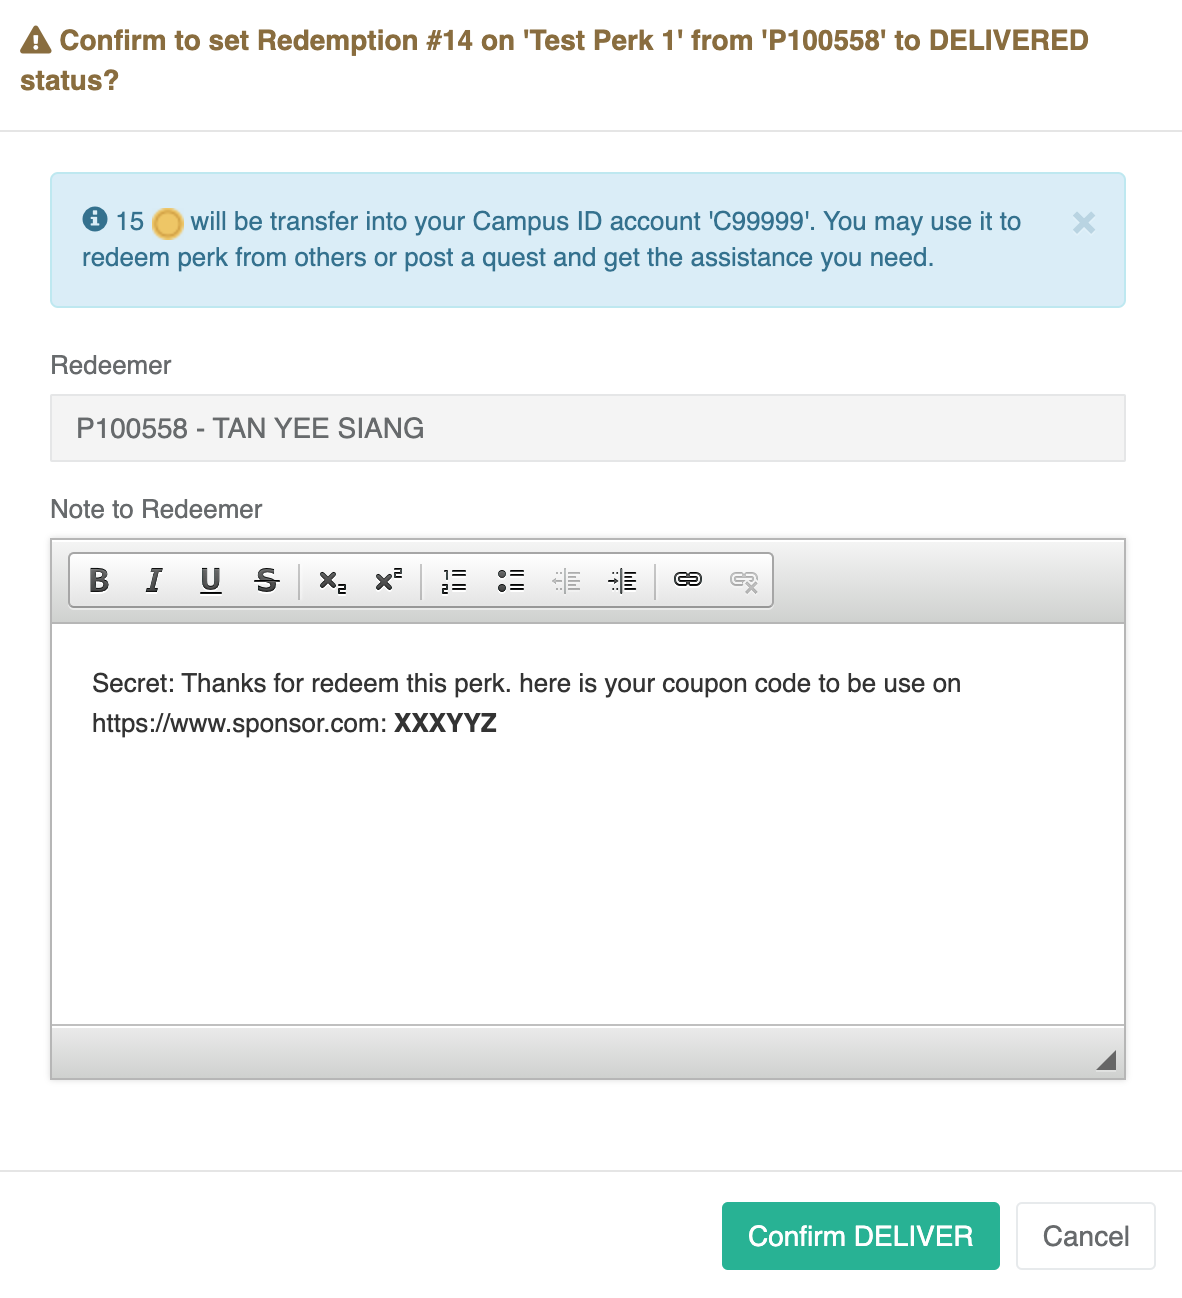 Confirm to set Redemption #14 on 'Test Perk 1' from 'P100558' to DELIVERED
status?
15 will be transfer into your Campus ID account 'C99999'. You may use it to
redeem perk from others or post a quest and get the assistance you need.
Redeemer
P100558 - TAN YEE SIANG
Note to Redeemer
Secret: Thanks for redeem this perk. here is your coupon code to be use on
https://www.sponsor.com: XXXYYZ
Confirm DELIVER
Cancel